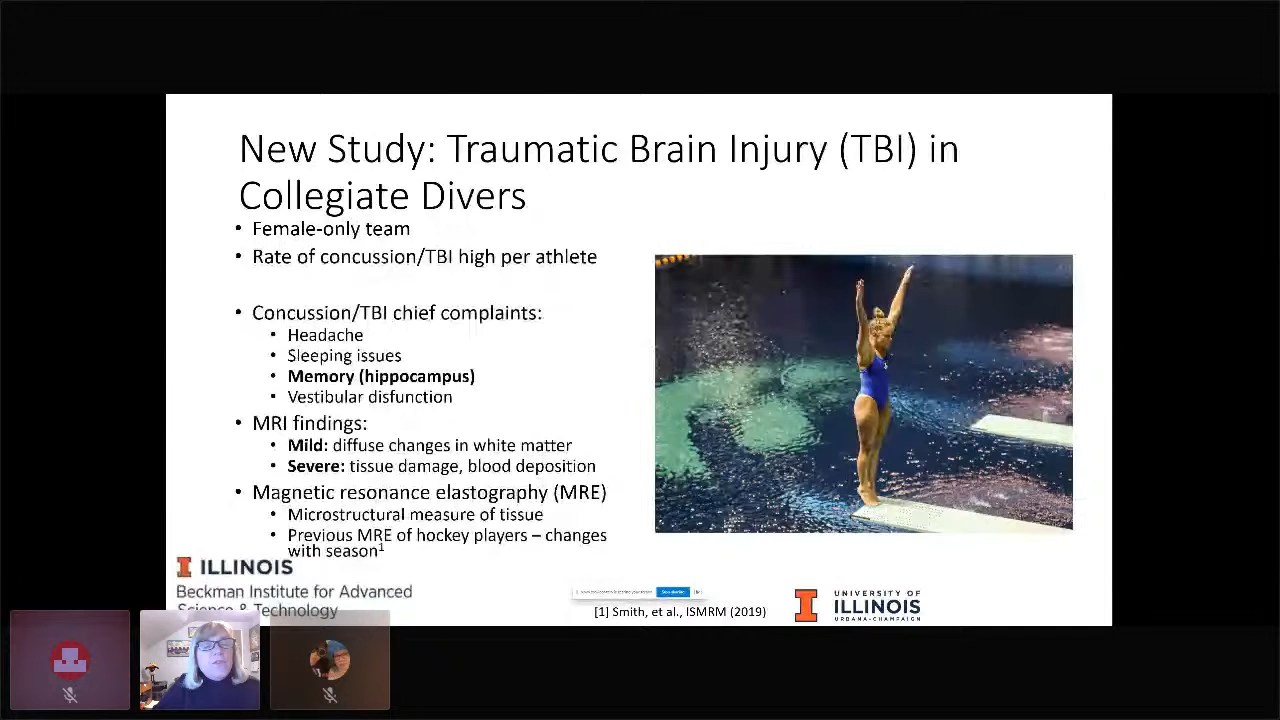 New Study: Traumatic Brain Injury (TBI) in
Collegiate Divers
• Female-only team
• Rate of concussion/TBI high per athlete
• Concussion/TBI chief complaints:
• Headache
• Sleeping issues
• Memory (hippocampus)
• Vestibular disfunction
• MRI findings:
• Mild: diffuse changes in white matter
• Severe: tissue damage, blood deposition
• Magnetic resonance elastography (MRE)
• Microstructural measure of tissue
• Previous MRE of hockey players – changes
with season¹
I ILLINOIS
Beckman Institute for Advanced
Science & Technology
[1] Smith, et al., ISMRM (2019)
I UNIVERSITY OF
ILLINOIS
URBANA-CHAMPAIGN